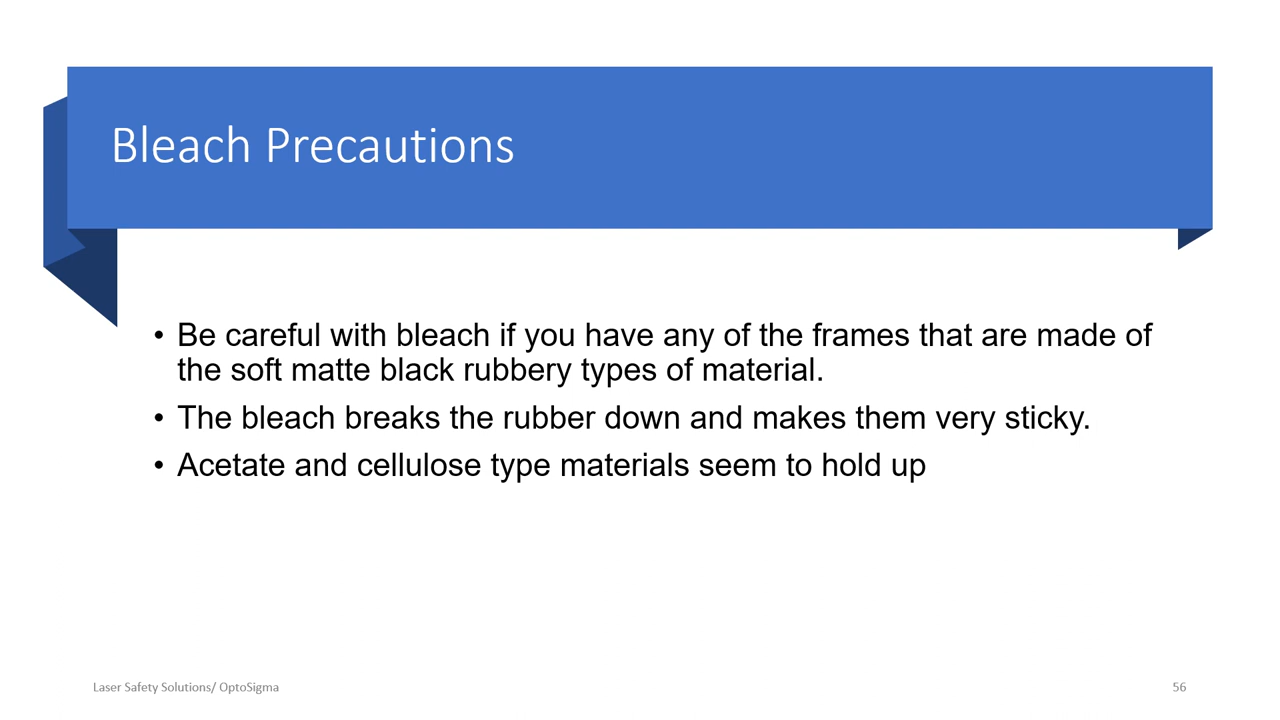 Bleach Precautions
• Be careful with bleach if you have any of the frames that are made of
the soft matte black rubbery types of material.
• The bleach breaks the rubber down and makes them very sticky.
• Acetate and cellulose type materials seem to hold up
Laser Safety Solutions/ OptoSigma
56